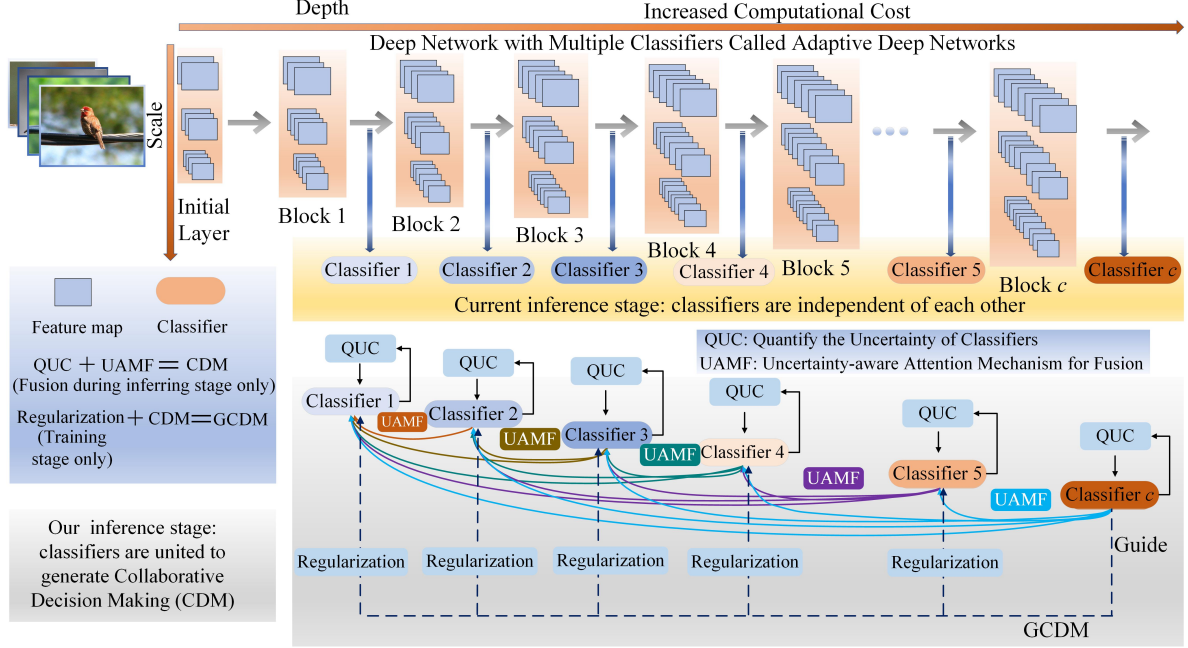 Depth
Increased Computational Cost
Deep Network with Multiple Classifiers Called Adaptive Deep Networks
Scale
Initial
Layer
Block 1
Block 2
Block 3
Block 4
Block 5
Block c
Classifier 1
Classifier 2
Classifier 3
Classifier 4
Classifier 5
Classifier c
Current inference stage: classifiers are independent of each other
Feature map
Classifier
QUC + UAMF = CDM
(Fusion during inferring stage only)
Regularization + CDM = GCDM
(Training
stage only)
Our inference stage:
classifiers are united to
generate Collaborative
Decision Making (CDM)
QUC: Quantify the Uncertainty of Classifiers
UAMF: Uncertainty-aware Attention Mechanism for Fusion
QUC
QUC
QUC
QUC
QUC
QUC
Classifier 1
Classifier 2
Classifier 3
Classifier 4
Classifier 5
Classifier c
UAMF
UAMF
UAMF
UAMF
UAMF
Regularization
Regularization
Regularization
Regularization
Regularization
Guide
GCDM